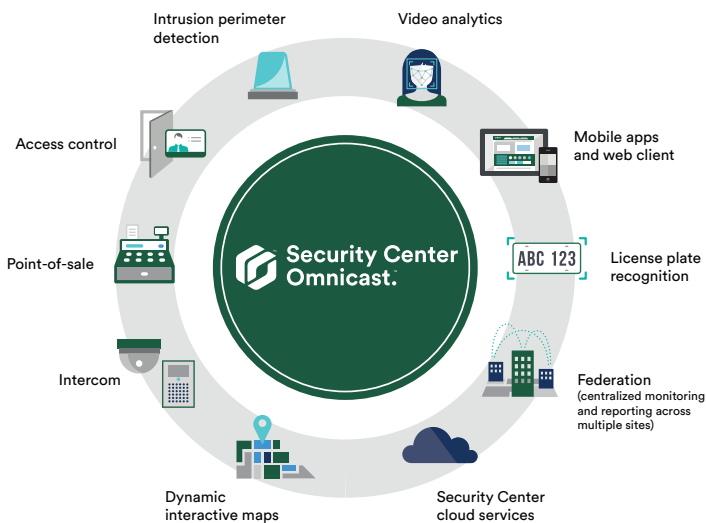 Intrusion perimeter
detection
Video analytics
Access control
Mobile apps
and web client
Point-of-sale
Security Center
Omnicast.™
ABC 123
License plate
recognition
Intercom
Federation
(centralized monitoring
and reporting across
multiple sites)
Dynamic
interactive maps
Security Center
cloud services